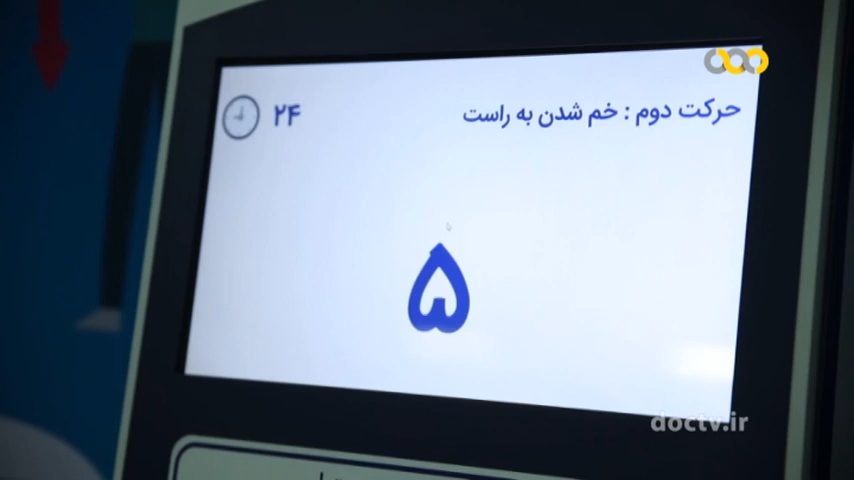 حرکت دوم : خم شدن به راست
۲۴
۵
doctv.ir